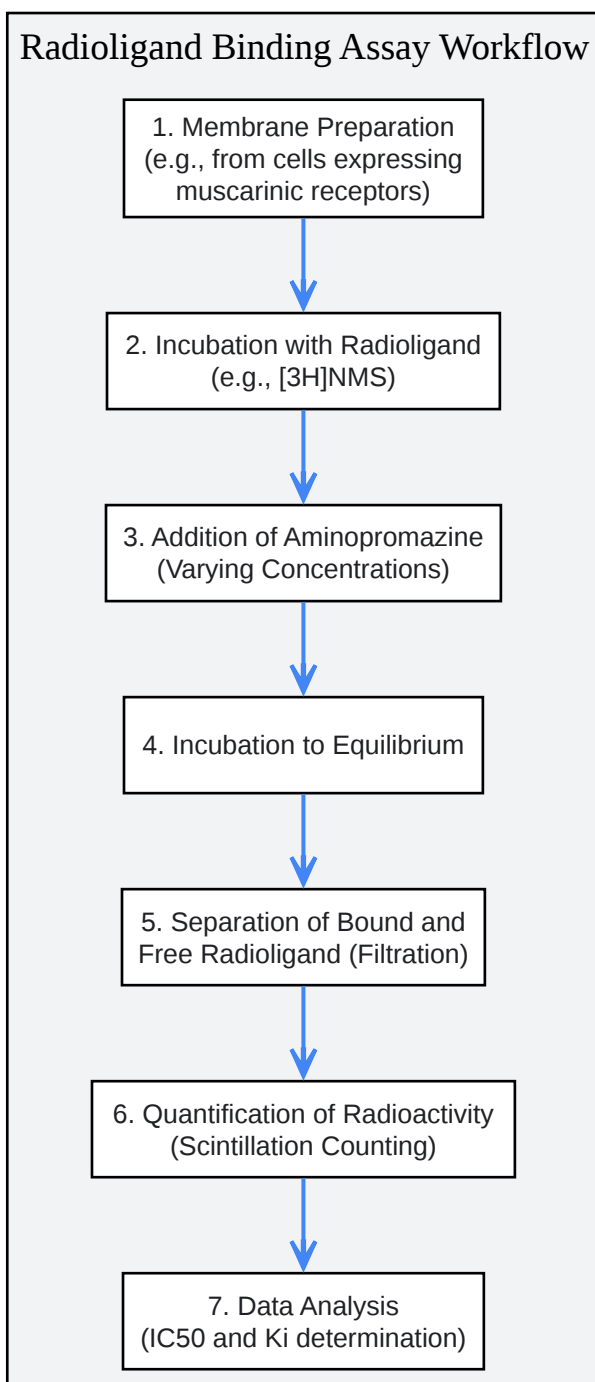 Radioligand Binding Assay Workflow
1. Membrane Preparation
(e.g., from cells expressing
muscarinic receptors)
2. Incubation with Radioligand
(e.g., [3H]NMS)
3. Addition of Aminopromazine
(Varying Concentrations)
4. Incubation to Equilibrium
5. Separation of Bound and
Free Radioligand (Filtration)
6. Quantification of Radioactivity
(Scintillation Counting)
7. Data Analysis
(IC50 and Ki determination)